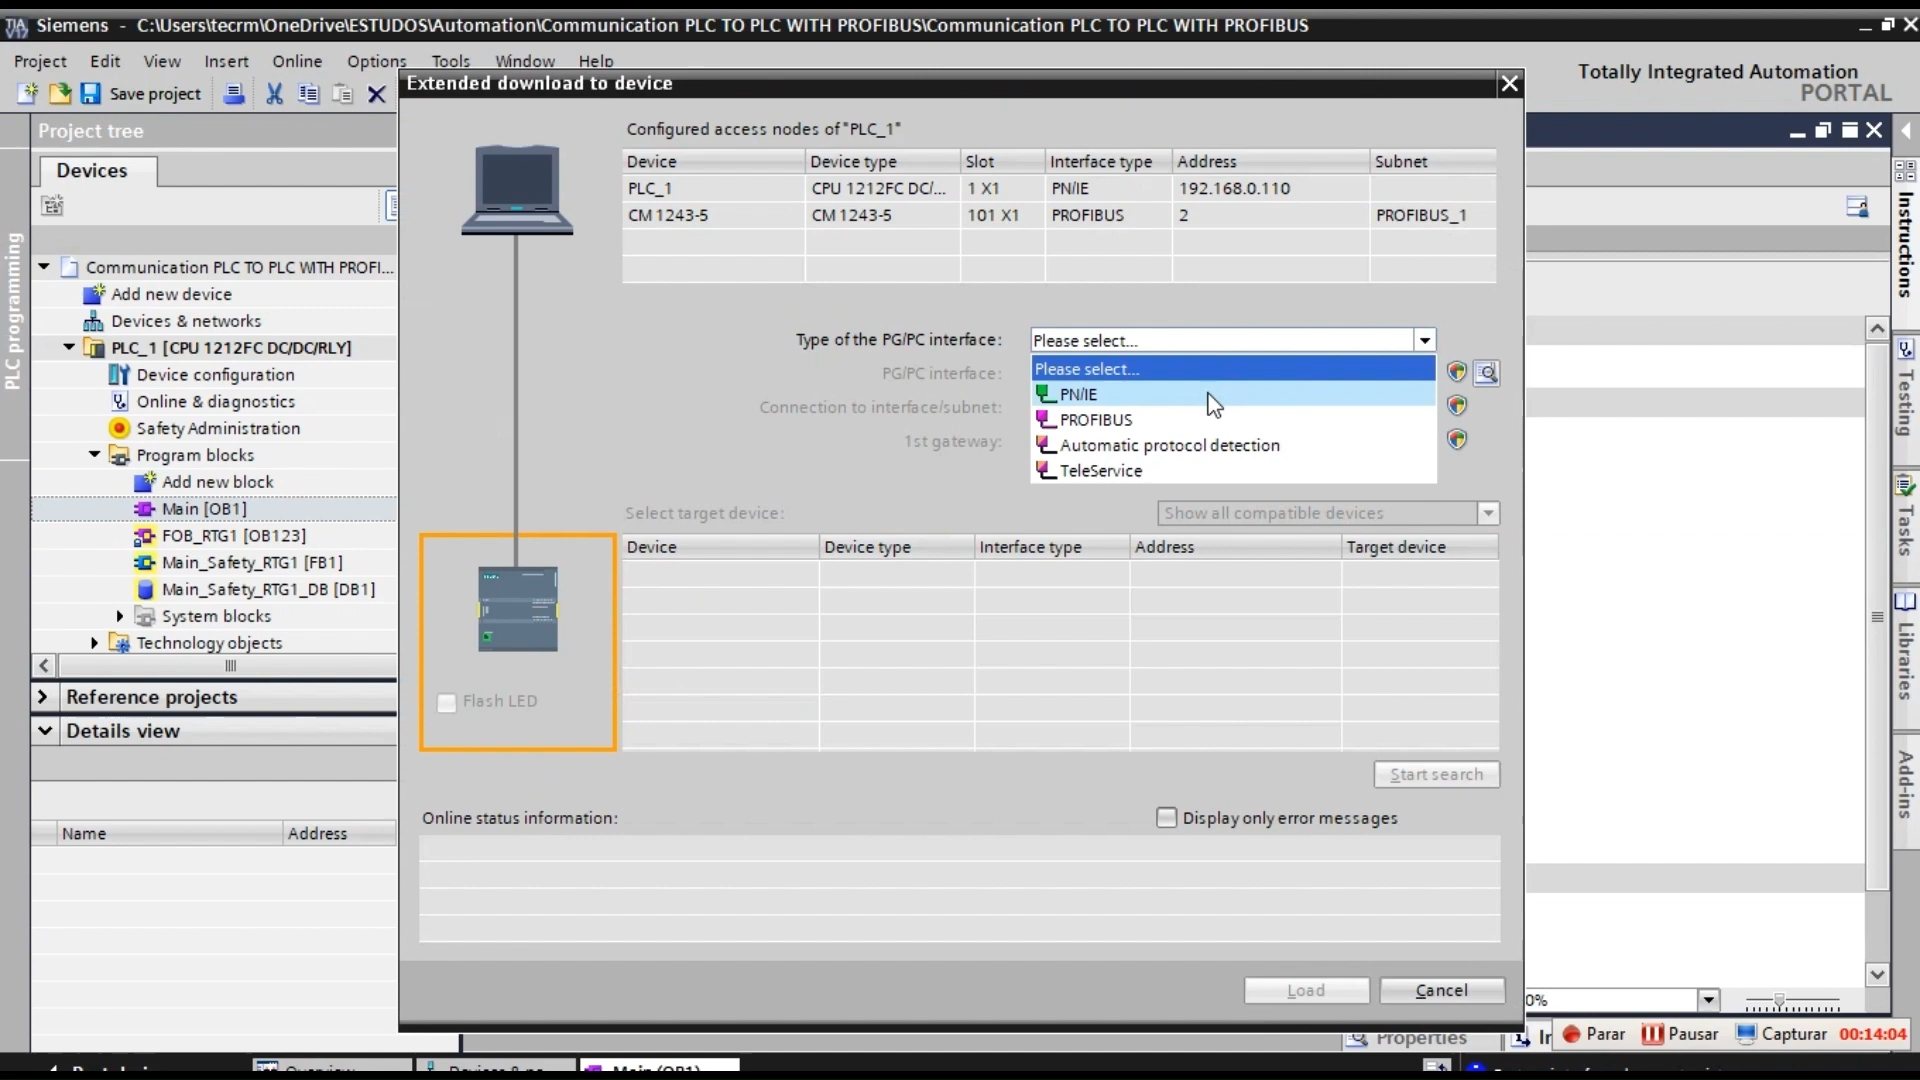 Siemens - C:\Users\tecrm\OneDrive\ESTUDOS\Automation\Communication PLC TO PLC WITH PROFIBUS\Communication PLC TO PLC WITH PROFIBUS
Project Edit View Insert Online Options Tools Window Help
Totally Integrated Automation
PORTAL
Save project
Extended download to device
Project tree
Devices
PLC programming
Communication PLC TO PLC WITH PROFI...
Add new device
Devices & networks
PLC_1 [CPU 1212FC DC/DC/RLY]
Device configuration
Online & diagnostics
Safety Administration
Program blocks
Add new block
Main [OB1]
FOB_RTG1 [OB123]
Main_Safety_RTG1 [FB1]
Main_Safety_RTG1_DB [DB1]
System blocks
Technology objects
Reference projects
Details view
Name Address
Configured access nodes of "PLC_1"
Device Device type Slot Interface type Address Subnet
PLC_1 CPU 1212FC DC/... 1 X1 PN/IE 192.168.0.110
CM 1243-5 CM 1243-5 101 X1 PROFIBUS 2 PROFIBUS_1
Type of the PG/PC interface: Please select...
PG/PC interface:
Connection to interface/subnet:
1st gateway:
Please select...
PN/IE
PROFIBUS
Automatic protocol detection
TeleService
Select target device: Show all compatible devices
Device Device type Interface type Address Target device
Flash LED
Start search
Online status information: Display only error messages
Load Cancel
Instructions
Testing
Tasks
Libraries
Add-ins
0%
Properties
Parar Pausar Capturar 00:14:04